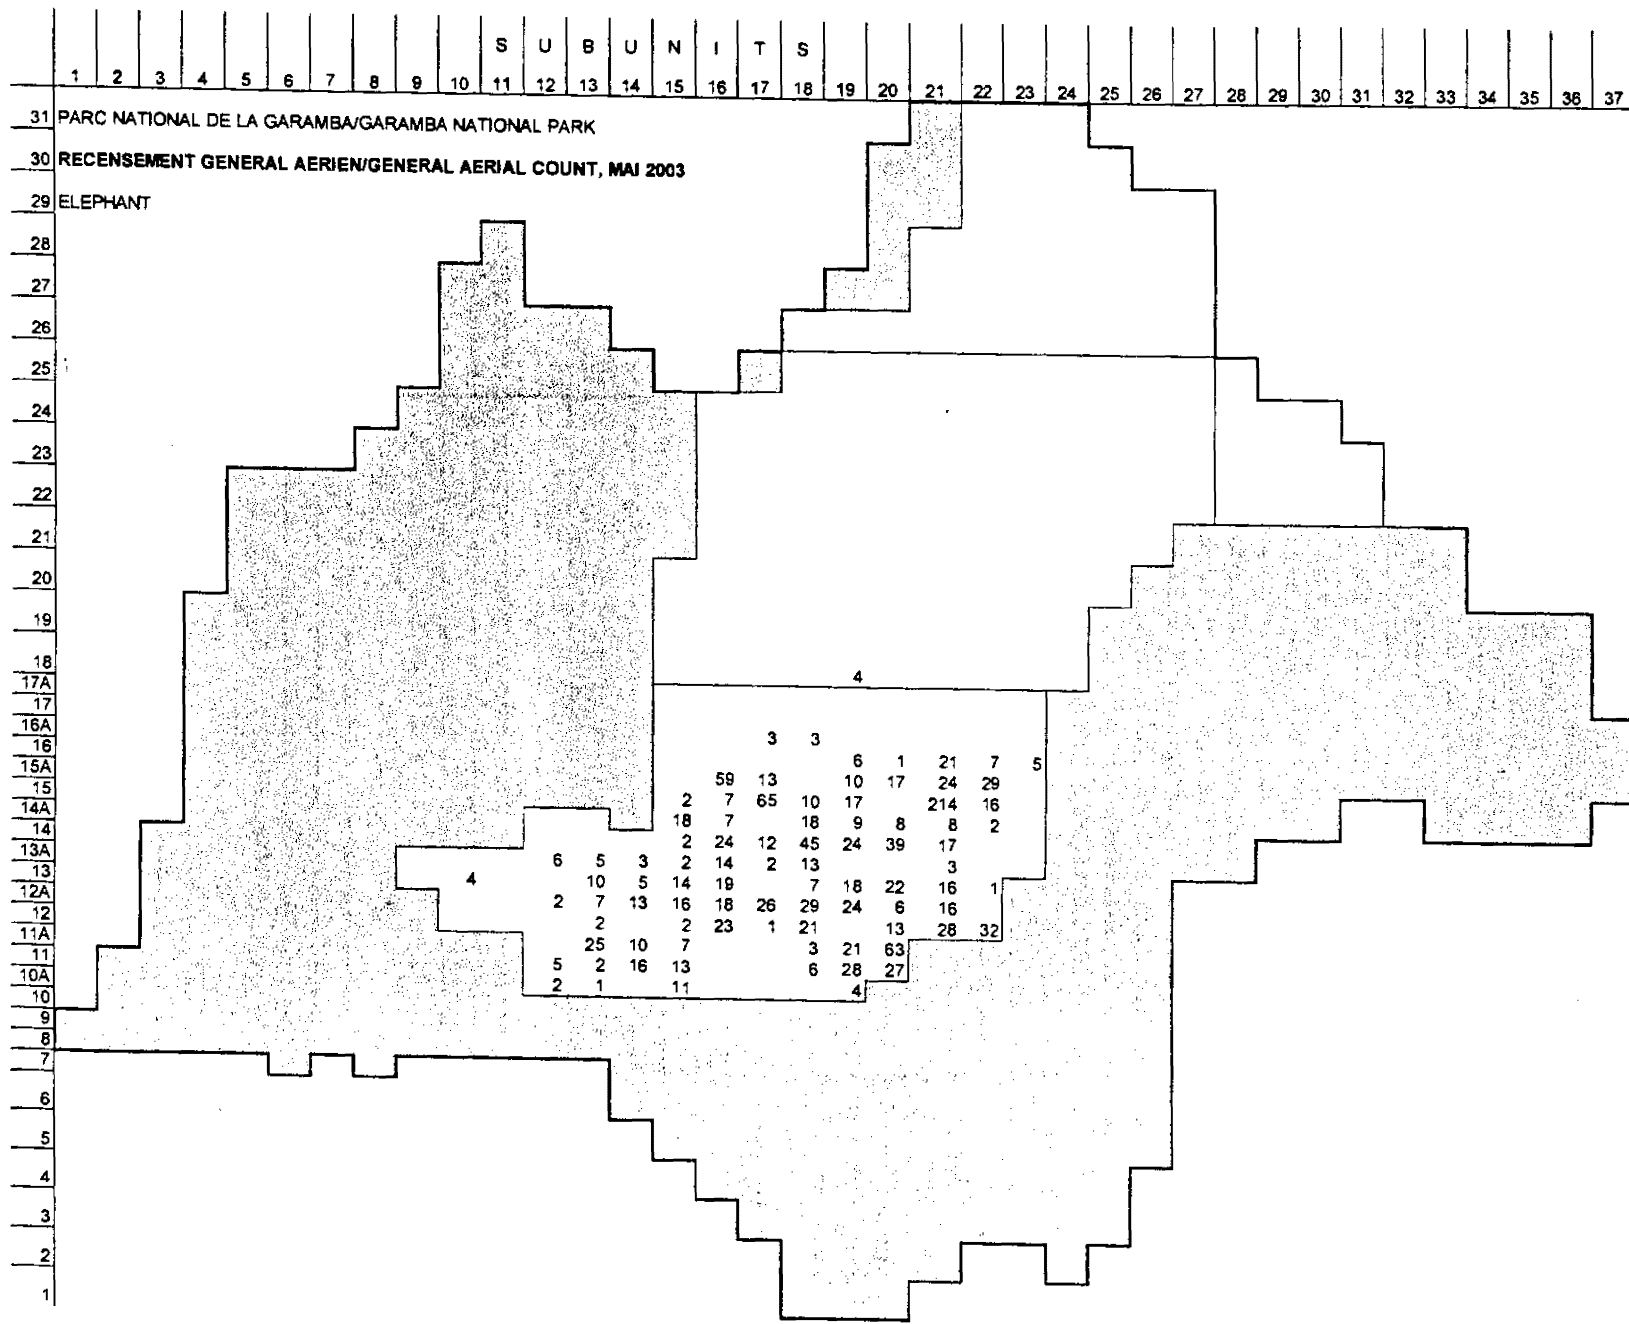 S U B U N I T S
1 2 3 4 5 6 7 8 9 10 11 12 13 14 15 16 17 18 19 20 21 22 23 24 25 26 27 28 29 30 31 32 33 34 35 36 37
31 PARC NATIONAL DE LA GARAMBA/GARAMBA NATIONAL PARK
30 RECENSEMENT GENERAL AERIEN/GENERAL AERIAL COUNT, MAI 2003
29 ELEPHANT
28
27
26
25
24
23
22
21
20
19
18 4
17A
17
16A 3 3
16
15A 6 1 21 7 5
15 59 13 10 17 24 29
14A 2 7 65 10 17 214 16
14 18 7 18 9 8 8 2
13A 2 24 12 45 24 39 17
13 6 5 3 2 14 2 13 3
12A 4 10 5 14 19 7 18 22 16 1
12 2 7 13 16 18 26 29 24 6 16
11A 2 2 23 1 21 13 28 32
11 25 10 7 3 21 63
10A 5 2 16 13 6 28 27
10 2 1 11 4
9
8
7
6
5
4
3
2
1